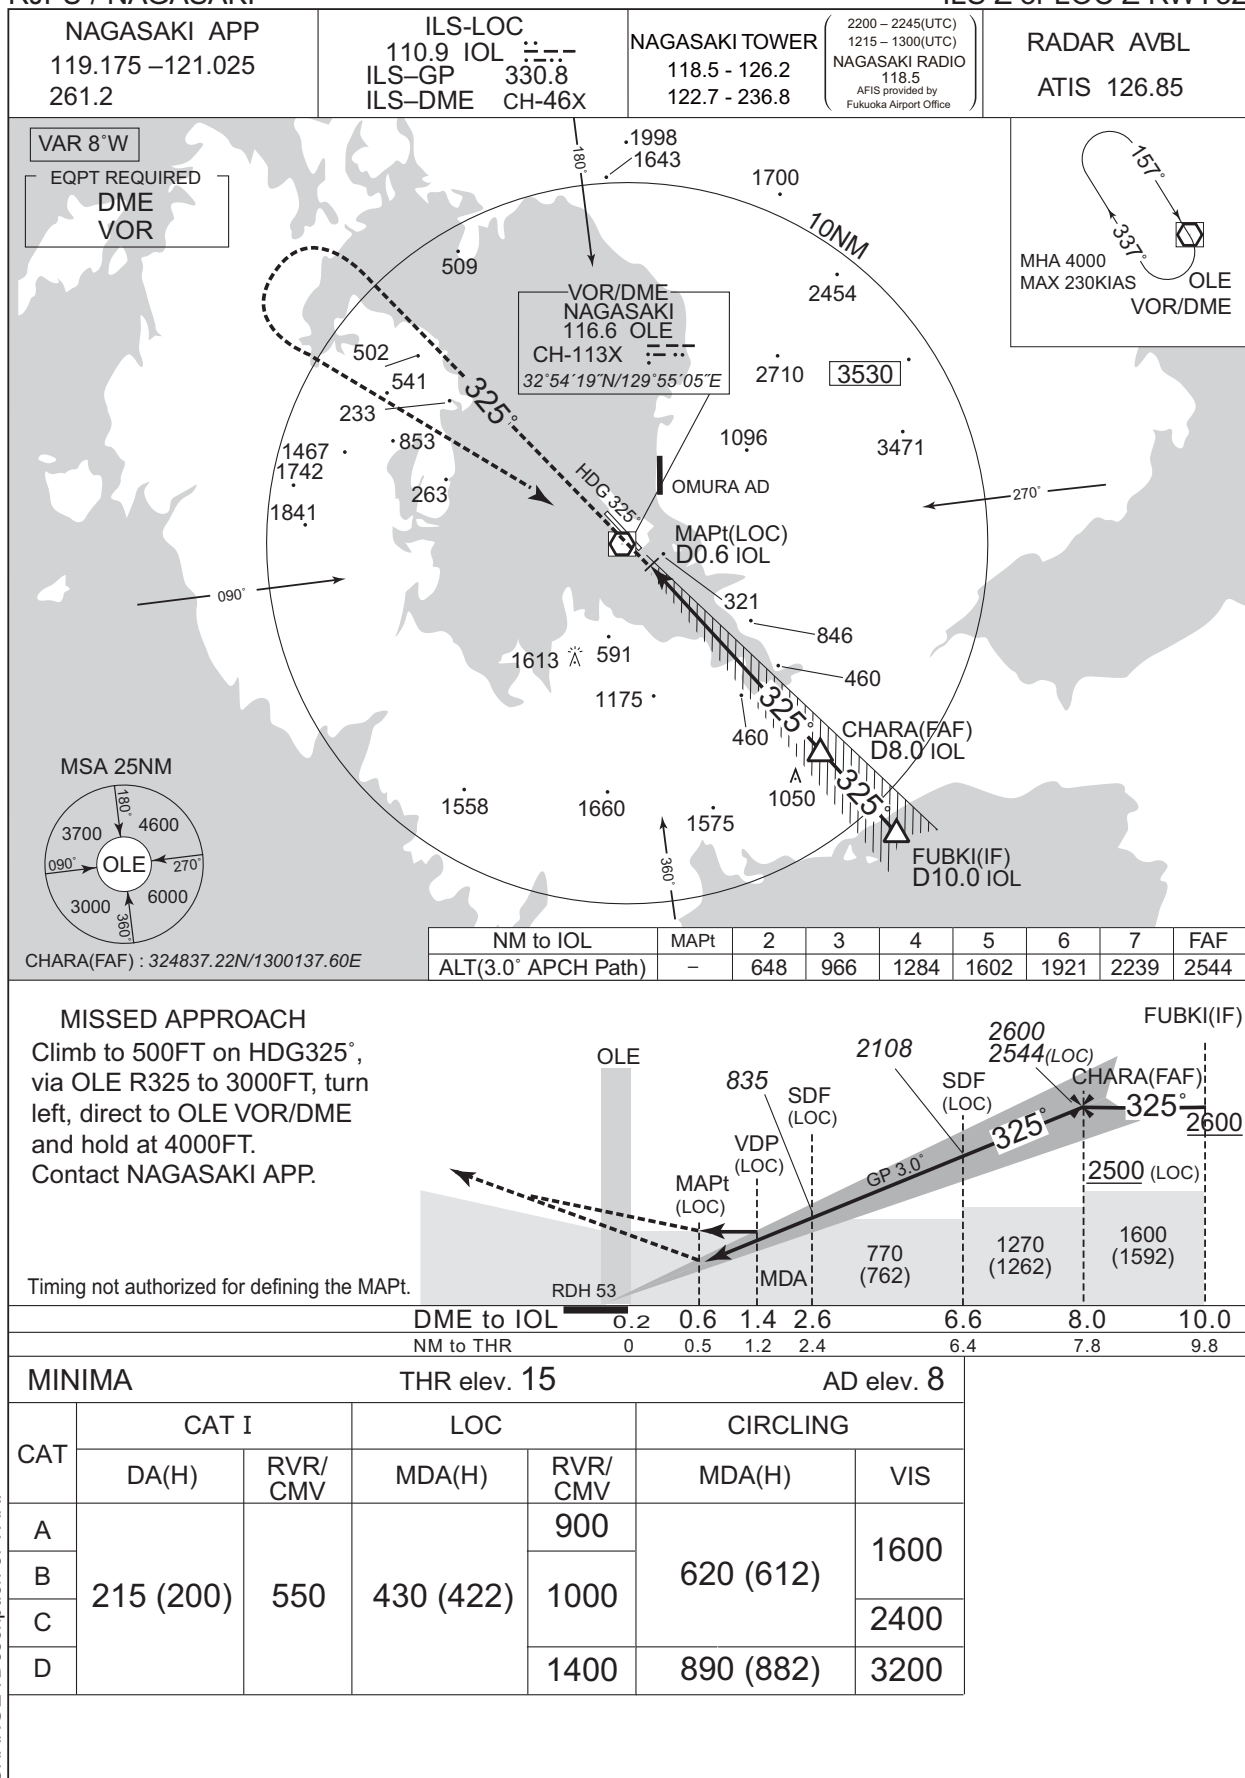 NAGASAKI APP
119.175 –121.025
261.2
ILS-LOC
110.9 IOL
ILS–GP 330.8
ILS–DME CH-46X
NAGASAKI TOWER
118.5 - 126.2
122.7 - 236.8
2200 – 2245(UTC)
1215 – 1300(UTC)
NAGASAKI RADIO
118.5
AFIS provided by
Fukuoka Airport Office
RADAR AVBL
ATIS 126.85
VAR 8˚W
EQPT REQUIRED
DME
VOR
180˚
1998
1643
1700
10NM
157˚
337˚
MHA 4000
MAX 230KIAS
OLE
VOR/DME
509
2454
VOR/DME
NAGASAKI
116.6 OLE
CH-113X
32˚54´19˝N/129˚55´05˝E
502
541
233
325˚
2710
3530
1467
853
1742
263
1841
1096
3471
HDG 325˚
OMURA AD
270˚
MAPt(LOC)
D0.6 IOL
090˚
321
846
460
1613
591
1175
325˚
460
CHARA(FAF)
D8.0 IOL
325˚
1050
1558
1660
1575
360˚
FUBKI(IF)
D10.0 IOL
MSA 25NM
180˚
3700
4600
090˚
OLE
270˚
3000
360˚
6000
CHARA(FAF) : 324837.22N/1300137.60E
NM to IOL MAPt 2 3 4 5 6 7 FAF
ALT(3.0˚ APCH Path) – 648 966 1284 1602 1921 2239 2544
MISSED APPROACH
Climb to 500FT on HDG325˚,
via OLE R325 to 3000FT, turn
left, direct to OLE VOR/DME
and hold at 4000FT.
Contact NAGASAKI APP.
Timing not authorized for defining the MAPt.
OLE
MAPt
(LOC)
VDP
(LOC)
835
SDF
(LOC)
2108
SDF
(LOC)
2600
2544(LOC)
CHARA(FAF)
FUBKI(IF)
325˚
2600
325˚
GP 3.0˚
2500 (LOC)
MDA
770
(762)
1270
(1262)
1600
(1592)
RDH 53
DME to IOL 0.2 0.6 1.4 2.6 6.6 8.0 10.0
NM to THR 0 0.5 1.2 2.4 6.4 7.8 9.8
MINIMA THR elev. 15 AD elev. 8
CAT CAT I LOC CIRCLING
DA(H) RVR/CMV MDA(H) RVR/CMV MDA(H) VIS
A 215 (200) 550 430 (422) 900 620 (612) 1600
B 1000
C 2400
D 1400 890 (882) 3200